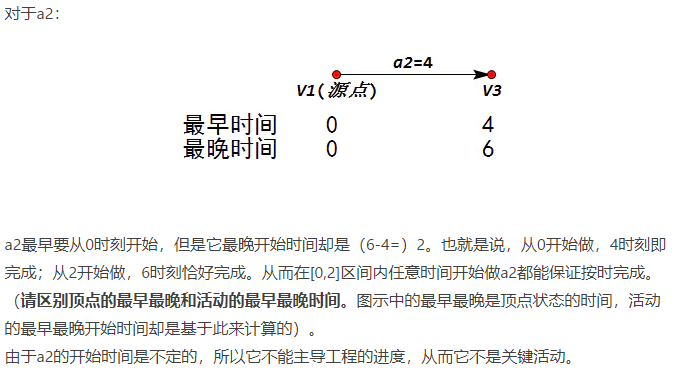 对于a2：
a2=4
V1(源点) V3
最早时间 0 4
最晚时间 0 6
a2最早要从0时刻开始，但是它最晚开始时间却是（6-4=）2。也就是说，从0开始做，4时刻即
完成；从2开始做，6时刻恰好完成。从而在[0,2]区间内任意时间开始做a2都能保证按时完成。
（请区别顶点的最早最晚和活动的最早最晚时间。图示中的最早最晚是顶点状态的时间，活动
的最早最晚开始时间却是基于此来计算的）。
由于a2的开始时间是不定的，所以它不能主导工程的进度，从而它不是关键活动。